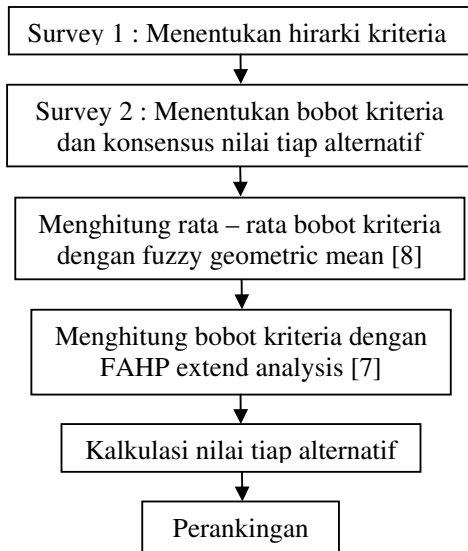 Survey 1 : Menentukan hirarki kriteria
Survey 2 : Menentukan bobot kriteria
dan konsensus nilai tiap alternatif
Menghitung rata – rata bobot kriteria
dengan fuzzy geometric mean [8]
Menghitung bobot kriteria dengan
FAHP extend analysis [7]
Kalkulasi nilai tiap alternatif
Perankingan